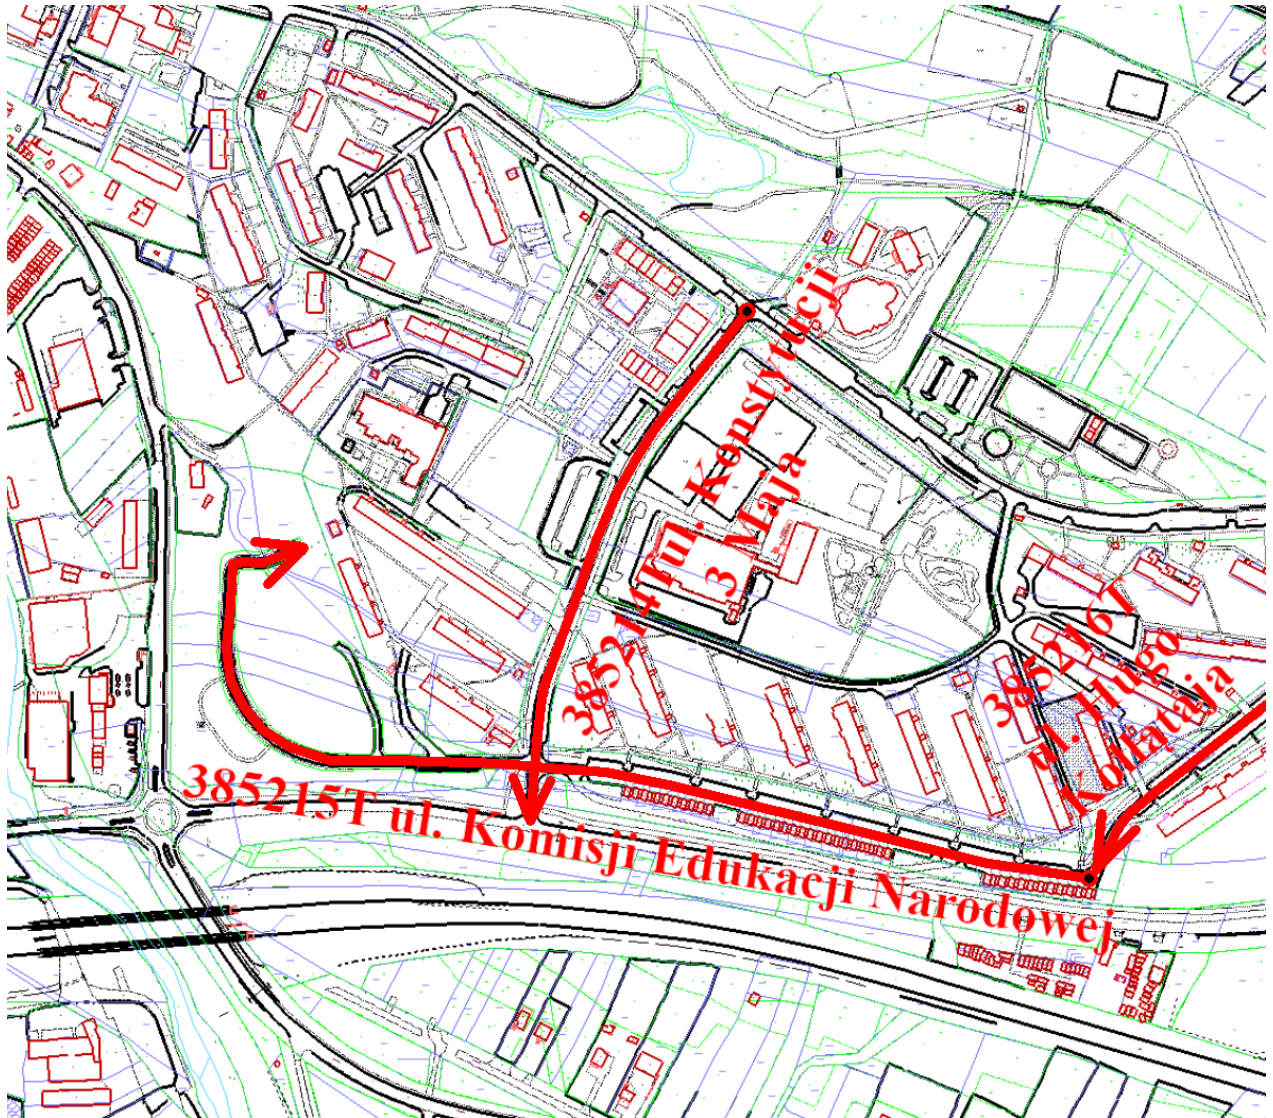 385214T ul. Konstytucji
3 Maja
385216T
ul. Hugo
Kołłątaja
385215T ul. Komisji Edukacji Narodowej